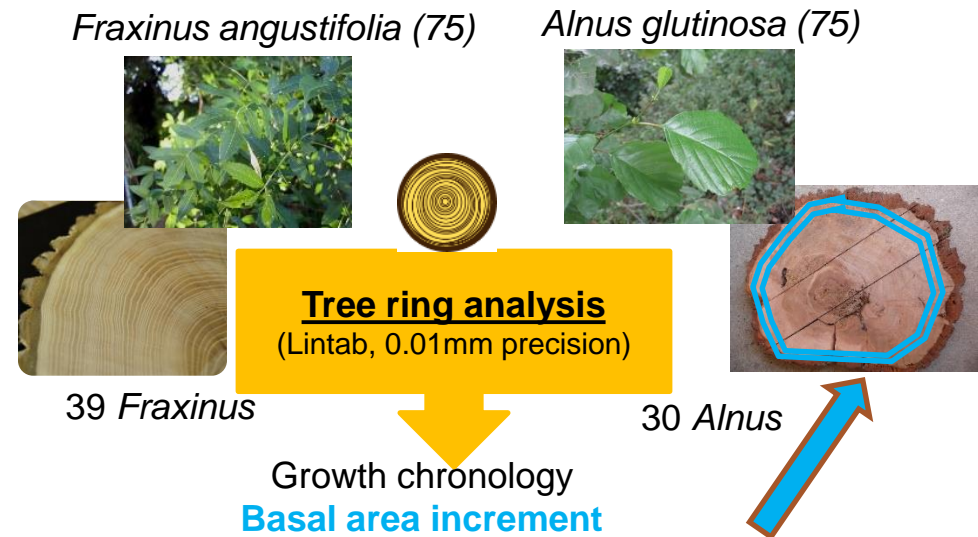 Fraxinus angustifolia (75)
Alnus glutinosa (75)
Tree ring analysis
(Lintab, 0.01mm precision)
39 Fraxinus
30 Alnus
Growth chronology
Basal area increment